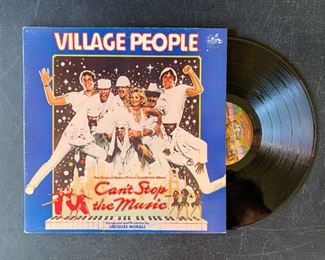 VILLAGE PEOPLE
The Original Motion Picture Soundtrack Album
Can't Stop
the Music
Composed and Produced by
JACQUES MORALI